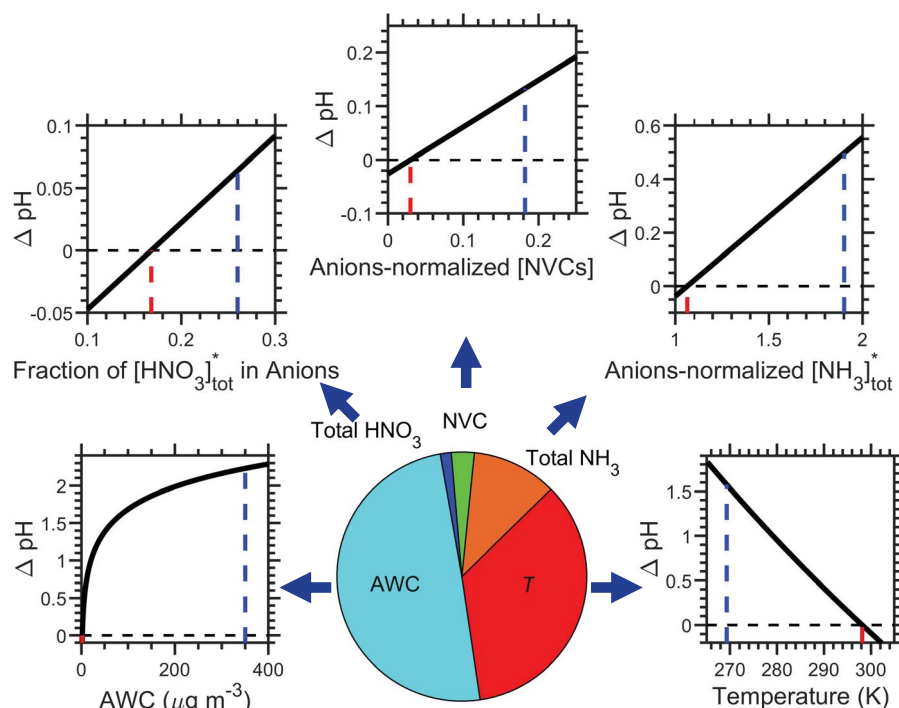 0.2
0.1
0
-0.1
Δ pH
0 0.1 0.2
Anions-normalized [NVCs]
0.1
0.05
0
-0.05
Δ pH
0.1 0.2 0.3
Fraction of [HNO3]*tot in Anions
0.6
0.4
0.2
0
Δ pH
1 1.5 2
Anions-normalized [NH3]*tot
Total HNO3
NVC
Total NH3
AWC
T
2
1.5
1
0.5
0
Δ pH
0 200 400
AWC (μg m-3)
1.5
1
0.5
0
Δ pH
270 280 290 300
Temperature (K)